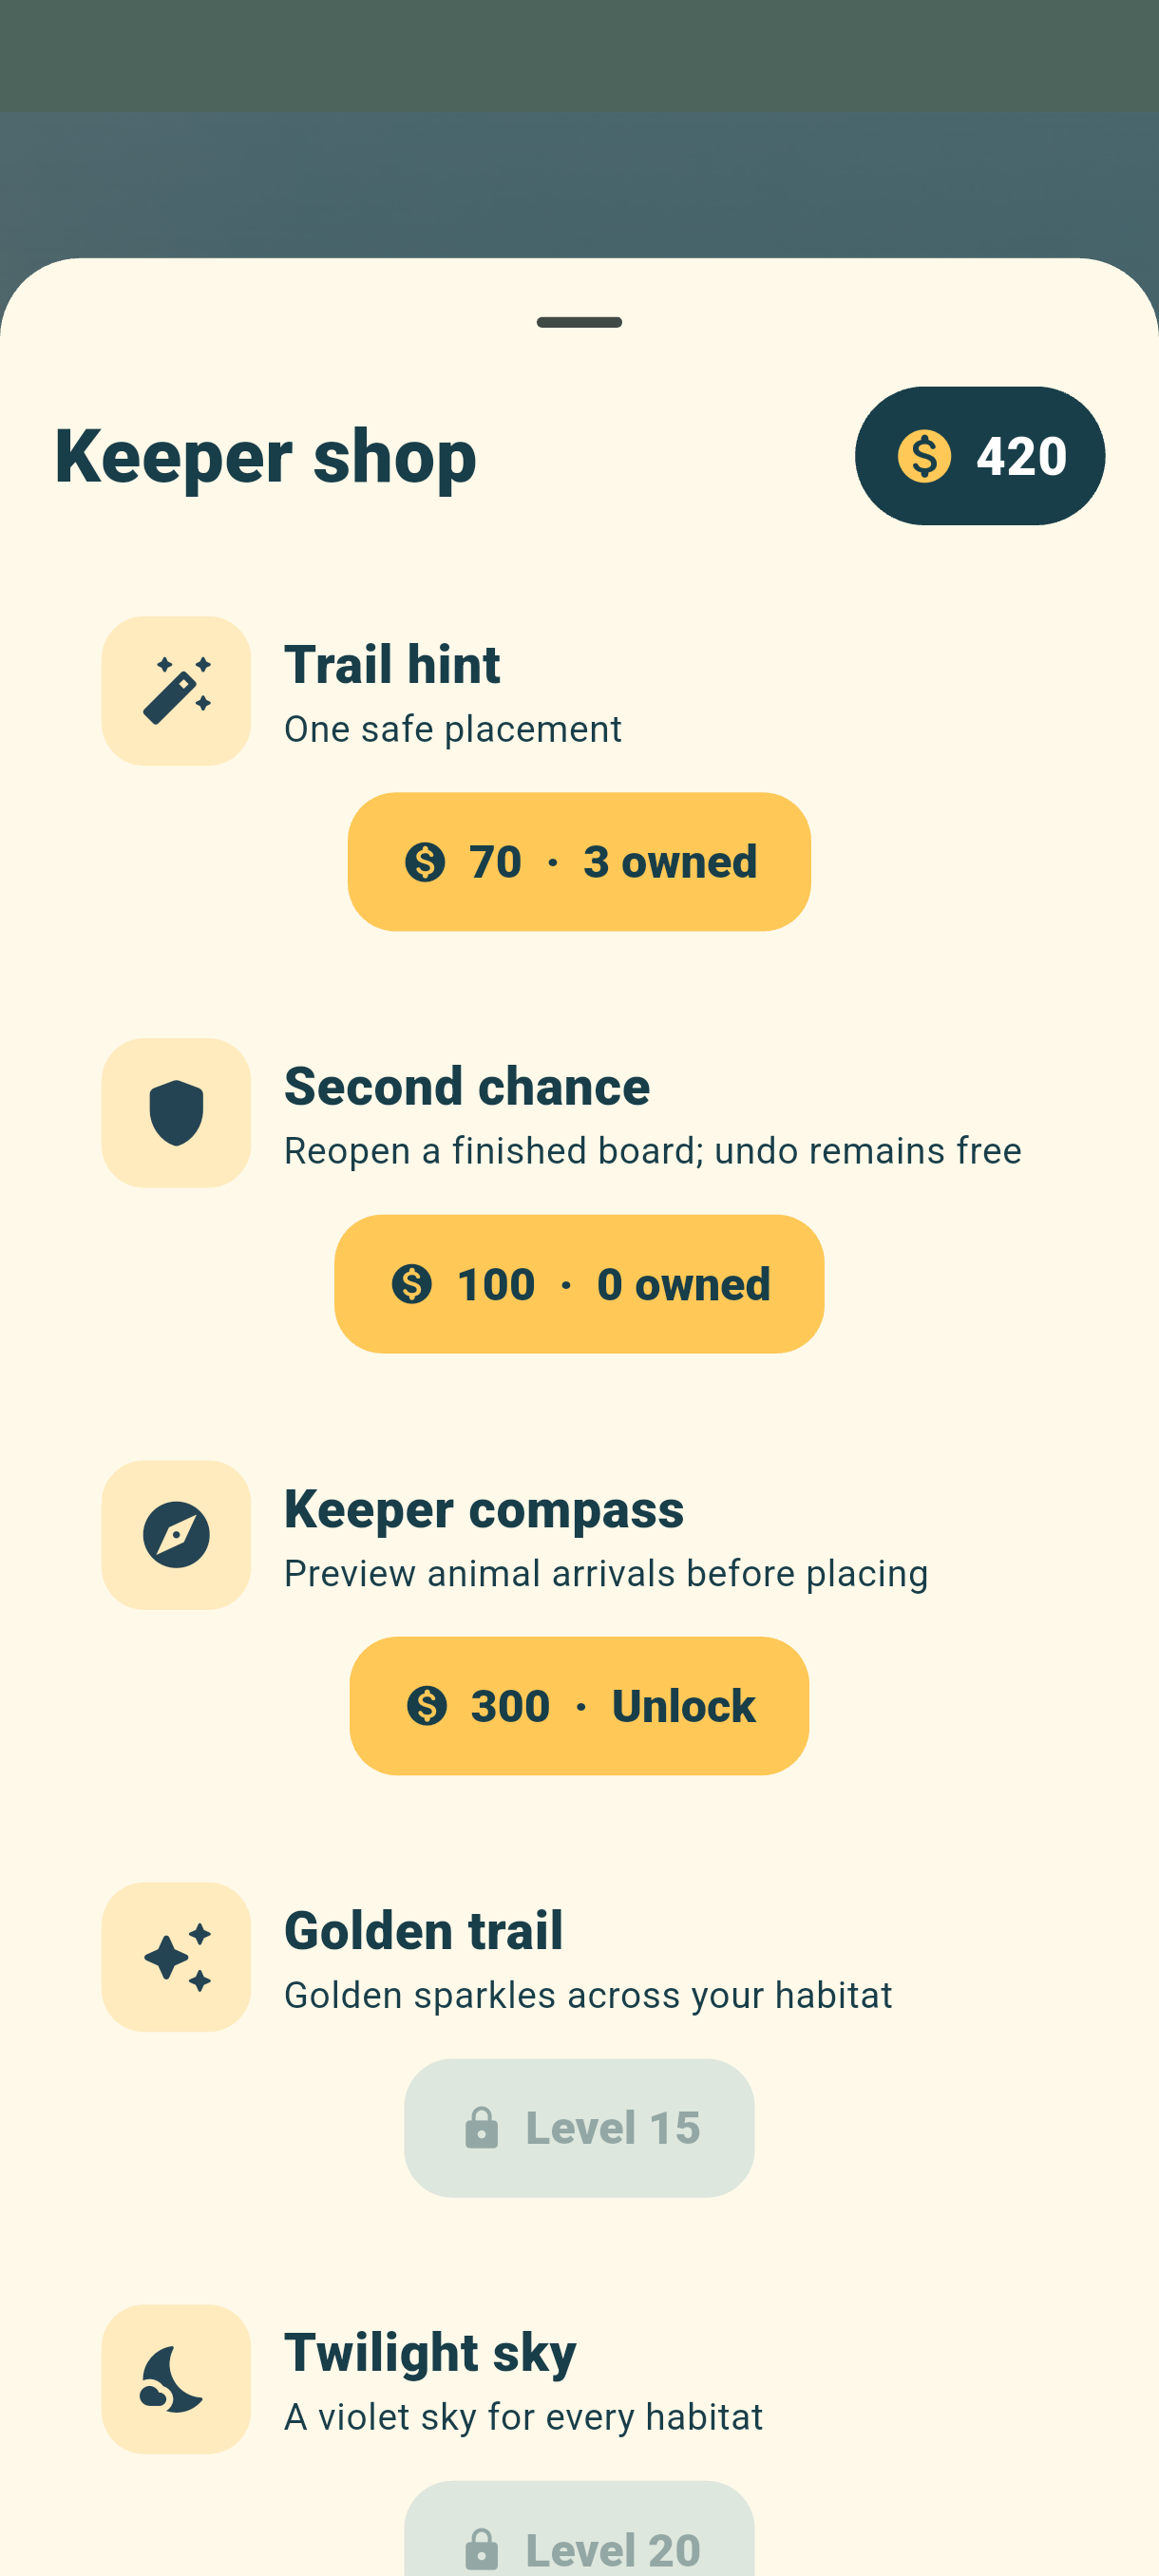 Keeper shop
420
Trail hint
One safe placement
70 · 3 owned
Second chance
Reopen a finished board; undo remains free
100 · 0 owned
Keeper compass
Preview animal arrivals before placing
300 · Unlock
Golden trail
Golden sparkles across your habitat
Level 15
Twilight sky
A violet sky for every habitat
Level 20